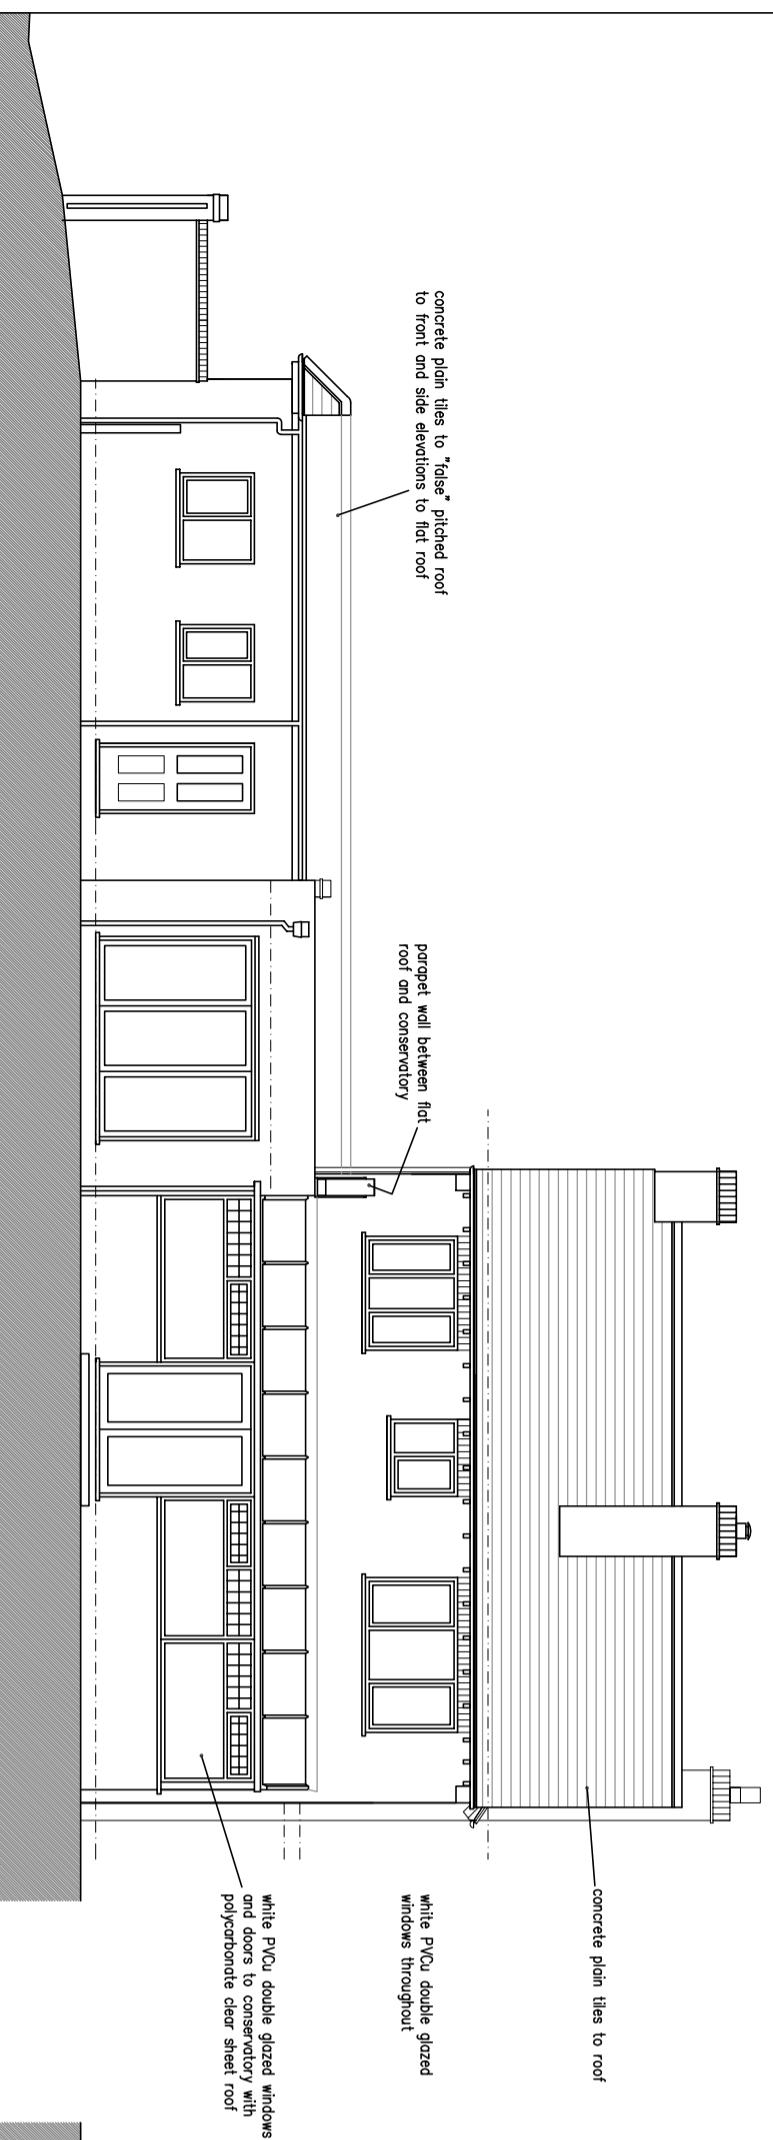 concrete plain tiles to "false" pitched roof
to front and side elevations to flat roof
parapet wall between flat
roof and conservatory
concrete plain tiles to roof
white PVCu double glazed
windows throughout
white PVCu double glazed windows
and doors to conservatory with
polycarbonate clear sheet roof